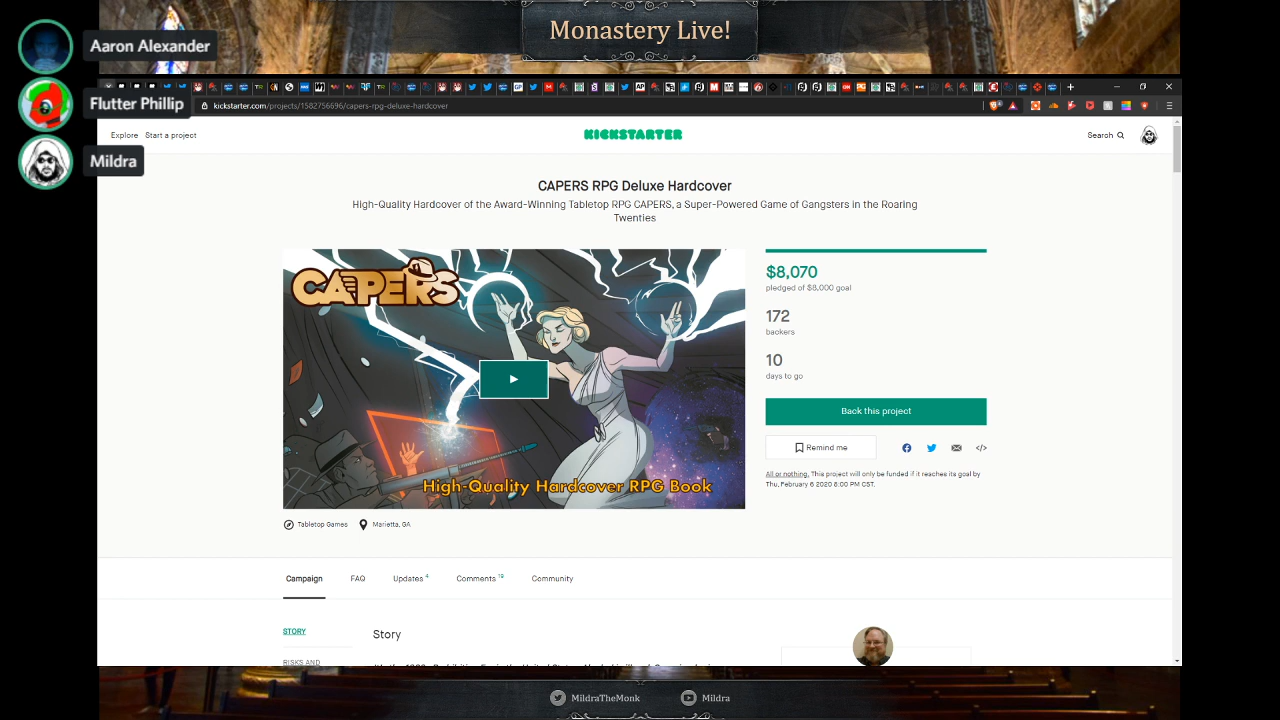 Monastery Live!
Aaron Alexander
Flutter Phillip
Mildra
kickstarter.com/projects/1582756696/capers-rpg-deluxe-hardcover
Explore Start a project
KICKSTARTER
Search
CAPERS RPG Deluxe Hardcover
High-Quality Hardcover of the Award-Winning Tabletop RPG CAPERS, a Super-Powered Game of Gangsters in the Roaring
Twenties
CAPERS
High-Quality Hardcover RPG Book
$8,070
pledged of $8,000 goal
172
backers
10
days to go
Back this project
Remind me
All or nothing. This project will only be funded if it reaches its goal by
Thu, February 6 2020 8:00 PM CST.
Tabletop Games Marietta, GA
Campaign FAQ Updates 4 Comments 19 Community
STORY
Story
RISKS AND
MildraTheMonk Mildra